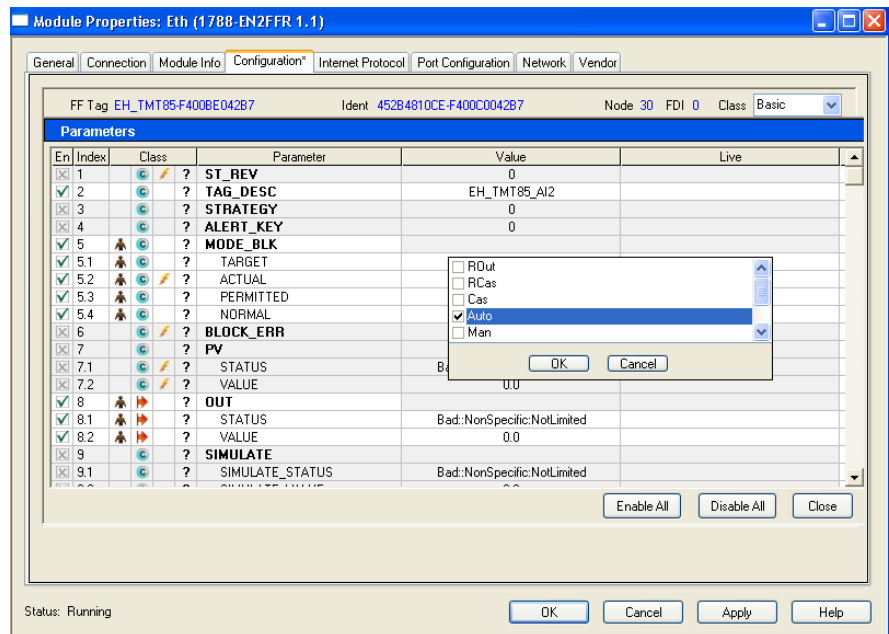 Module Properties: Eth (1788-EN2FFR 1.1)
General Connection Module Info Configuration* Internet Protocol Port Configuration Network Vendor
FF Tag EH_TMT85-F400BE042B7 Ident 452B4810CE-F400C0042B7 Node 30 FDI 0 Class Basic
Parameters
En Index Class Parameter Value Live
1 ? ST_REV 0
2 ? TAG_DESC EH_TMT85_AI2
3 ? STRATEGY 0
4 ? ALERT_KEY 0
5 ? MODE_BLK
5.1 ? TARGET
5.2 ? ACTUAL
5.3 ? PERMITTED
5.4 ? NORMAL
ROut
RCas
Cas
Auto
Man
OK Cancel
6 ? BLOCK_ERR
7 ? PV
7.1 ? STATUS
7.2 ? VALUE 0.0
8 ? OUT
8.1 ? STATUS Bad::NonSpecific:NotLimited
8.2 ? VALUE 0.0
9 ? SIMULATE
9.1 ? SIMULATE_STATUS Bad::NonSpecific:NotLimited
Enable All Disable All Close
Status: Running OK Cancel Apply Help